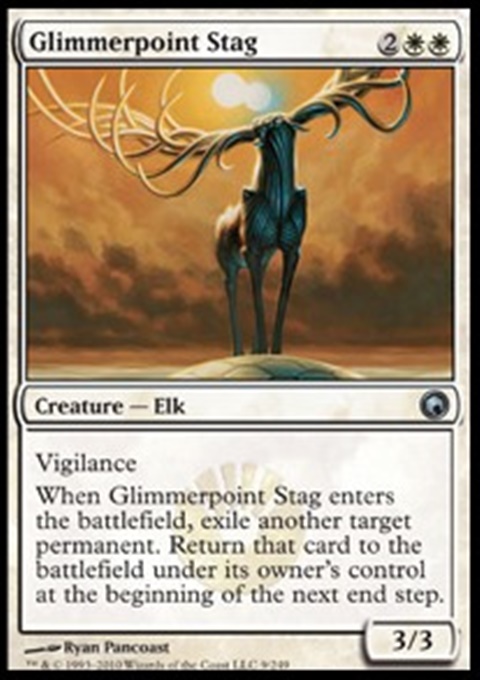 Glimmerpoint Stag 2
Creature — Elk
Vigilance
When Glimmerpoint Stag enters
the battlefield, exile another target
permanent. Return that card to the
battlefield under its owner's control
at the beginning of the next end step.
3/3
Ryan Pancoast
™ & © 1993-2010 Wizards of the Coast LLC 9/249